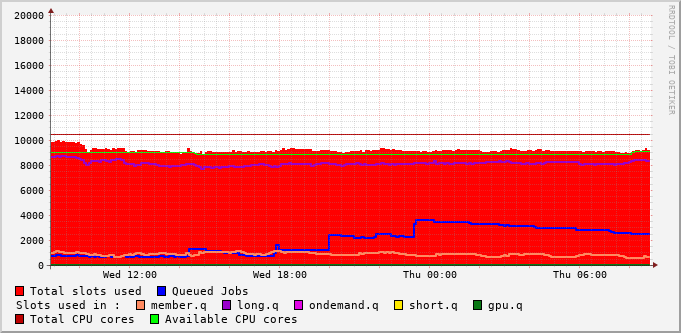 20000
18000
16000
14000
12000
10000
8000
6000
4000
2000
0
Wed 12:00 Wed 18:00 Thu 00:00 Thu 06:00
RRDTOOL / TOBI OETIKER
Total slots used Queued Jobs
Slots used in : member.q long.q ondemand.q short.q gpu.q
Total CPU cores Available CPU cores